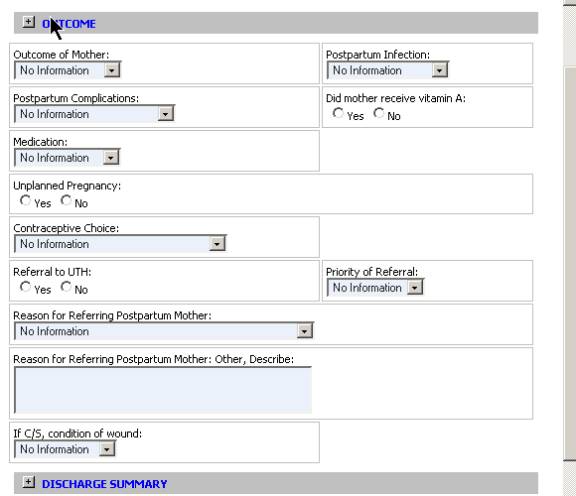 OUTCOME
Outcome of Mother: Postpartum Infection:
No Information No Information
Postpartum Complications: Did mother receive vitamin A:
No Information Yes No
Medication:
No Information
Unplanned Pregnancy:
Yes No
Contraceptive Choice:
No Information
Referral to UTH: Priority of Referral:
Yes No No Information
Reason for Referring Postpartum Mother:
No Information
Reason for Referring Postpartum Mother: Other, Describe:
If C/S, condition of wound:
No Information
DISCHARGE SUMMARY